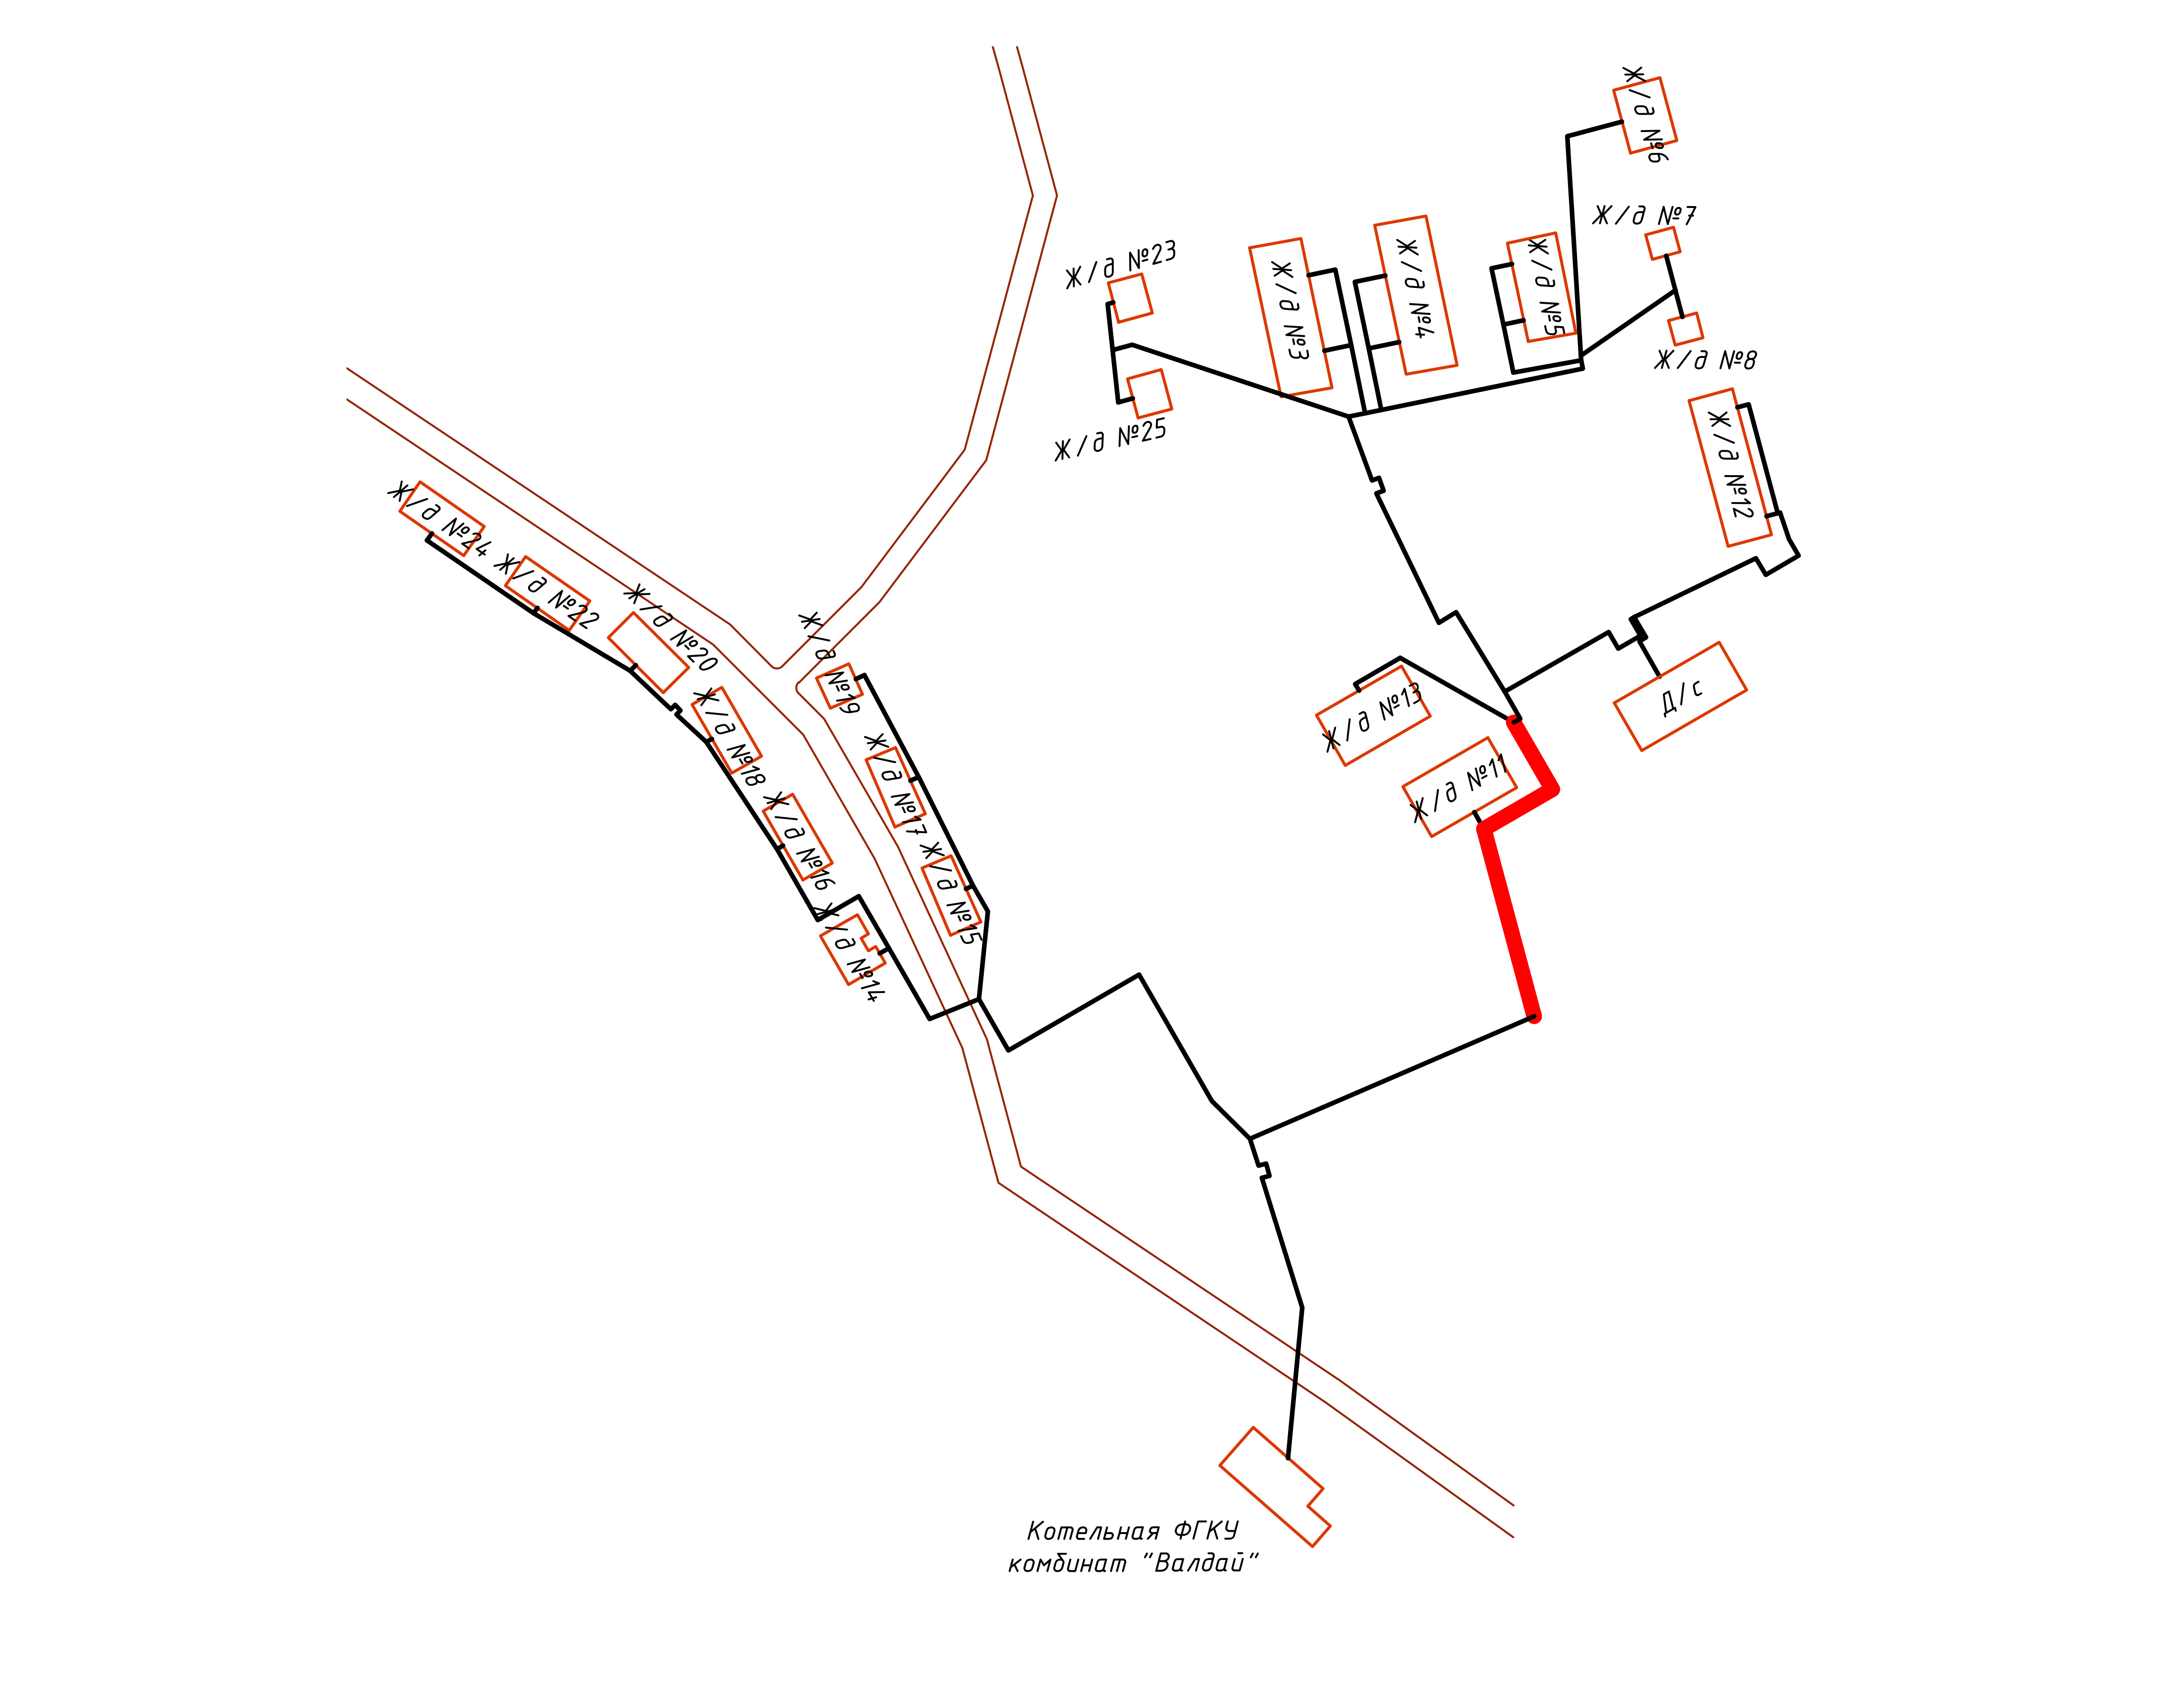 Ж/д №6
Ж/д №7
Ж/д №23
Ж/д №3
Ж/д №4
Ж/д №5
Ж/д №8
Ж/д №25
Ж/д №12
Ж/д №24
Ж/д №22
Ж/д №20
Ж/д №19
Ж/д №18
Ж/д №13
Д/с
Ж/д №17
Ж/д №11
Ж/д №16
Ж/д №15
Ж/д №14
Котельная ФГКУ
комбинат "Валдай"